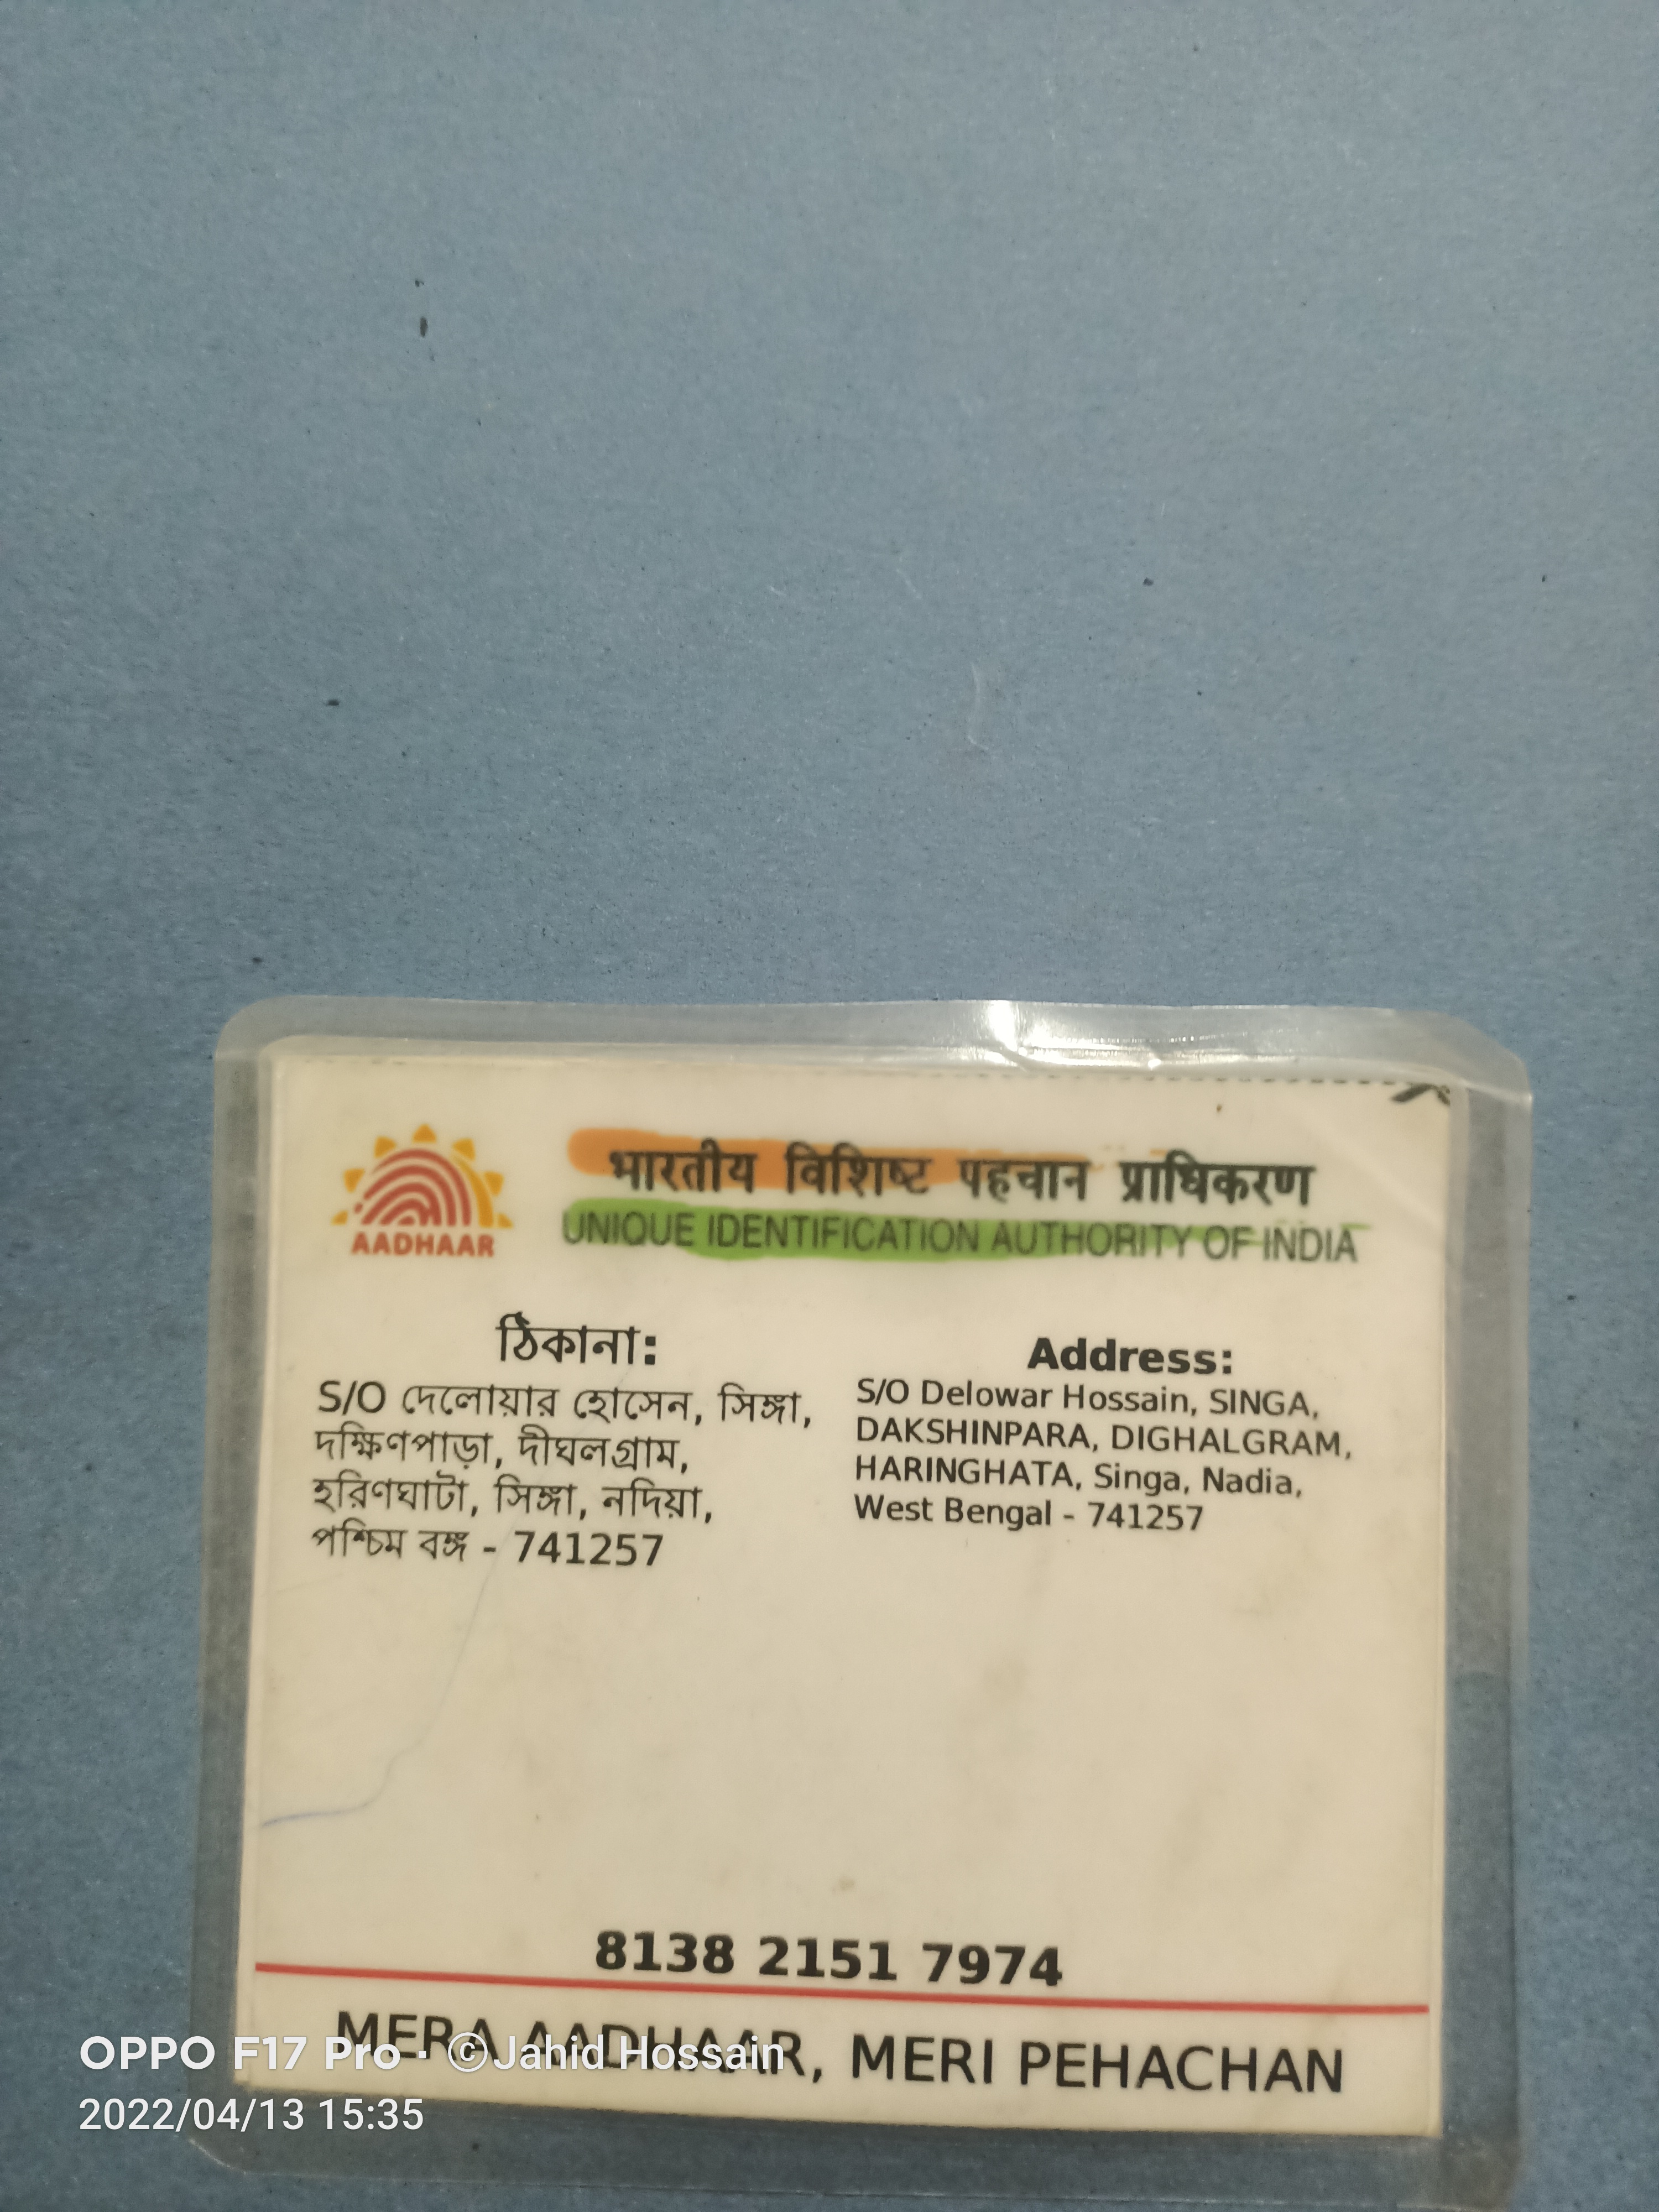 AADHAAR
भारतीय विशिष्ट पहचान प्राधिकरण
UNIQUE IDENTIFICATION AUTHORITY OF INDIA
ঠিকানা:
S/O দেলোয়ার হোসেন, সিঙ্গা,
দক্ষিণপাড়া, দীঘলগ্রাম,
হরিণঘাটা, সিঙ্গা, নদিয়া,
পশ্চিম বঙ্গ - 741257
Address:
S/O Delowar Hossain, SINGA,
DAKSHINPARA, DIGHALGRAM,
HARINGHATA, Singa, Nadia,
West Bengal - 741257
8138 2151 7974
MERA AADHAAR, MERI PEHACHAN
OPPO F17 Pro · ©Jahid Hossain
2022/04/13 15:35